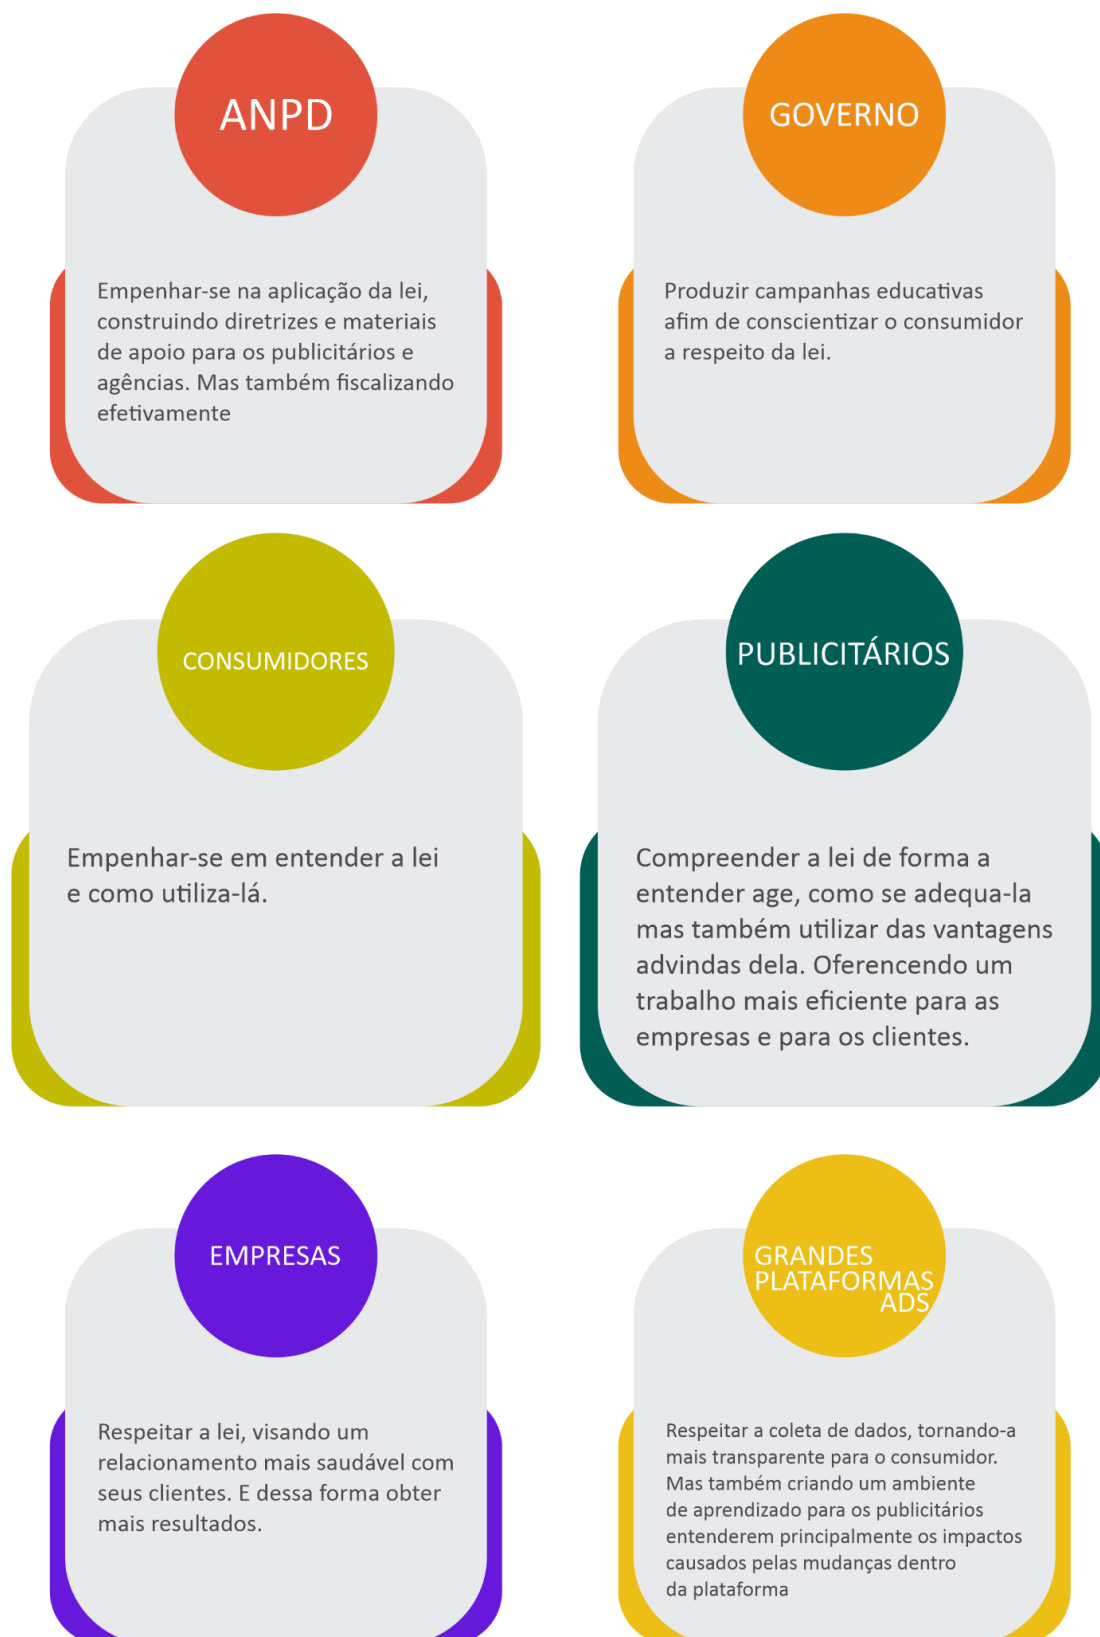 ANPD
Empenhar-se na aplicação da lei,
construindo diretrizes e materiais
de apoio para os publicitários e
agências. Mas também fiscalizando
efetivamente
GOVERNO
Produzir campanhas educativas
afim de conscientizar o consumidor
a respeito da lei.
CONSUMIDORES
Empenhar-se em entender a lei
e como utiliza-lá.
PUBLICITÁRIOS
Compreender a lei de forma a
entender age, como se adequa-la
mas também utilizar das vantagens
advindas dela. Oferencendo um
trabalho mais eficiente para as
empresas e para os clientes.
EMPRESAS
Respeitar a lei, visando um
relacionamento mais saudável com
seus clientes. E dessa forma obter
mais resultados.
GRANDES
PLATAFORMAS
ADS
Respeitar a coleta de dados, tornando-a
mais transparente para o consumidor.
Mas também criando um ambiente
de aprendizado para os publicitários
entenderem principalmente os impactos
causados pelas mudanças dentro
da plataforma